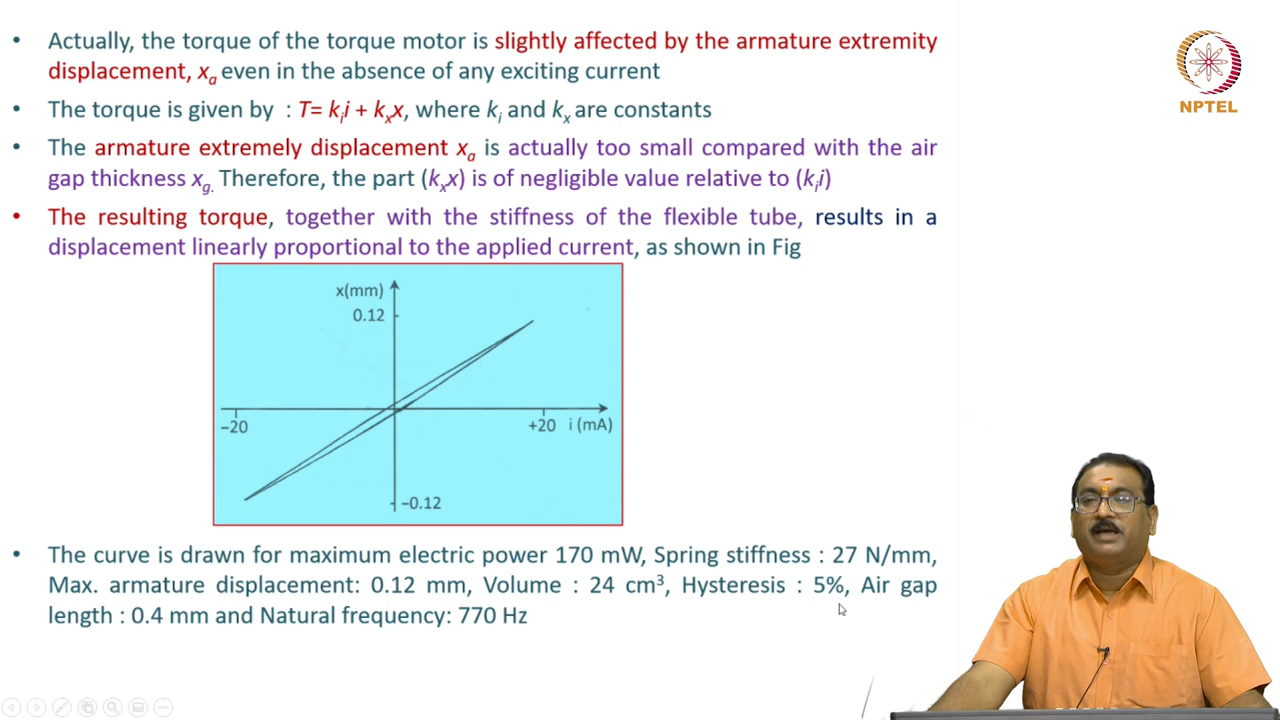 • Actually, the torque of the torque motor is slightly affected by the armature extremity
displacement, xa even in the absence of any exciting current
• The torque is given by : T= kii + kxx, where ki and kx are constants
• The armature extremely displacement xa is actually too small compared with the air
gap thickness xg. Therefore, the part (kxx) is of negligible value relative to (kii)
• The resulting torque, together with the stiffness of the flexible tube, results in a
displacement linearly proportional to the applied current, as shown in Fig
x(mm)
0.12
−20
+20 i (mA)
−0.12
• The curve is drawn for maximum electric power 170 mW, Spring stiffness : 27 N/mm,
Max. armature displacement: 0.12 mm, Volume : 24 cm³, Hysteresis : 5%, Air gap
length : 0.4 mm and Natural frequency: 770 Hz
NPTEL